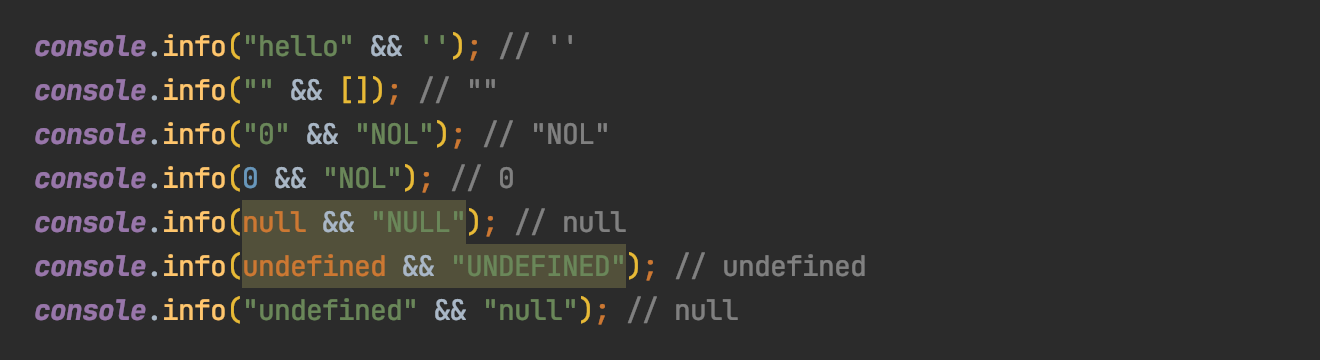 console.info("hello" && ''); // ''
console.info("" && []); // ""
console.info("0" && "NOL"); // "NOL"
console.info(0 && "NOL"); // 0
console.info(null && "NULL"); // null
console.info(undefined && "UNDEFINED"); // undefined
console.info("undefined" && "null"); // null